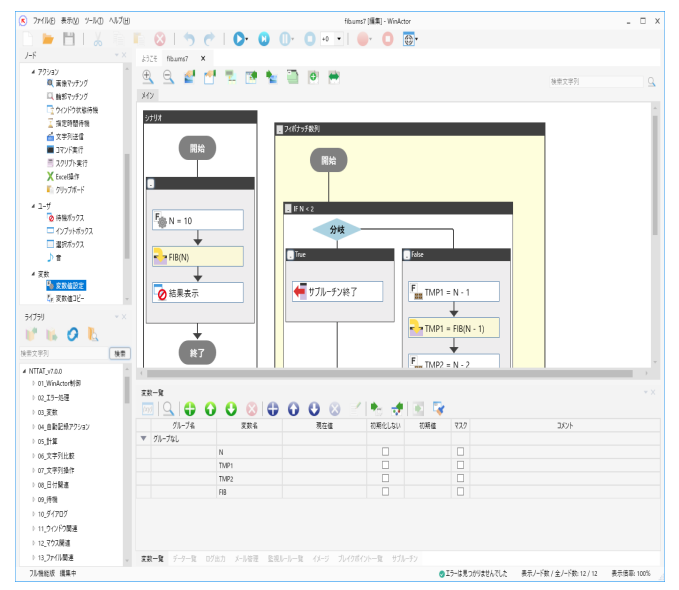 ファイル(F) 表示(V) ツール(T) ヘルプ(H)
fib.ums7 [編集] - WinActor
+0
ノード
アクション
画像マッチング
輪郭マッチング
ウィンドウ状態待機
指定時間待機
文字列送信
コマンド実行
スクリプト実行
Excel操作
クリップボード
ユーザ
待機ボックス
インプットボックス
選択ボックス
音
変数
変数値設定
変数値コピー
ライブラリ
検索文字列
検索
NTTAT_v7.0.0
01_WinActor制御
02_エラー処理
03_変数
04_自動記録アクション
05_計算
06_文字列比較
07_文字列操作
08_日付関連
09_待機
10_ダイアログ
11_ウィンドウ関連
12_マウス関連
13_ファイル関連
ようこそ fib.ums7 X
検索文字列
メイン
シナリオ
開始
N = 10
FIB(N)
結果表示
終了
フィボナッチ数列
開始
IF N < 2
分岐
True
サブルーチン終了
False
TMP1 = N - 1
TMP1 = FIB(N - 1)
TMP2 = N - 2
変数一覧
グループ名 変数名 現在値 初期化しない 初期値 マスク コメント
グループなし
N
TMP1
TMP2
FIB
変数一覧 データ一覧 ログ出力 メール管理 監視ルール一覧 イメージ ブレイクポイント一覧 サブルーチン
フル機能版 編集中
エラーは見つかりませんでした 表示ノード数 / 全ノード数: 12 / 12 表示倍率: 100%